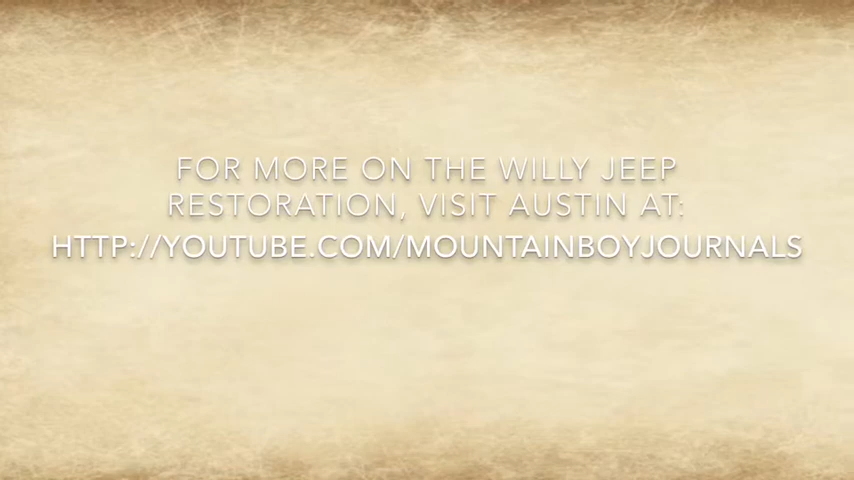 FOR MORE ON THE WILLY JEEP
RESTORATION, VISIT AUSTIN AT:
HTTP://YOUTUBE.COM/MOUNTAINBOYJOURNALS